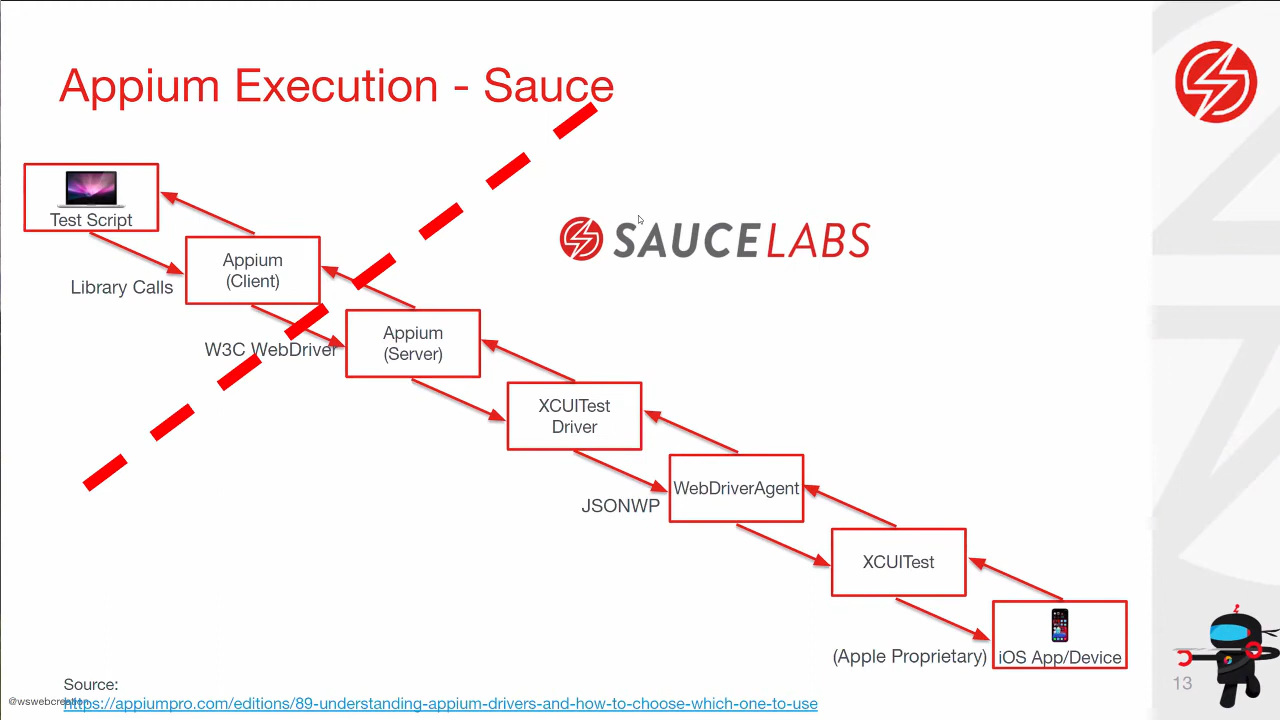 Appium Execution - Sauce
Test Script
Library Calls
Appium
(Client)
SAUCELABS
W3C WebDriver
Appium
(Server)
XCUITest
Driver
JSONWP
WebDriverAgent
XCUITest
(Apple Proprietary)
iOS App/Device
Source:
@wswebcreation
https://appiumpro.com/editions/89-understanding-appium-drivers-and-how-to-choose-which-one-to-use
13